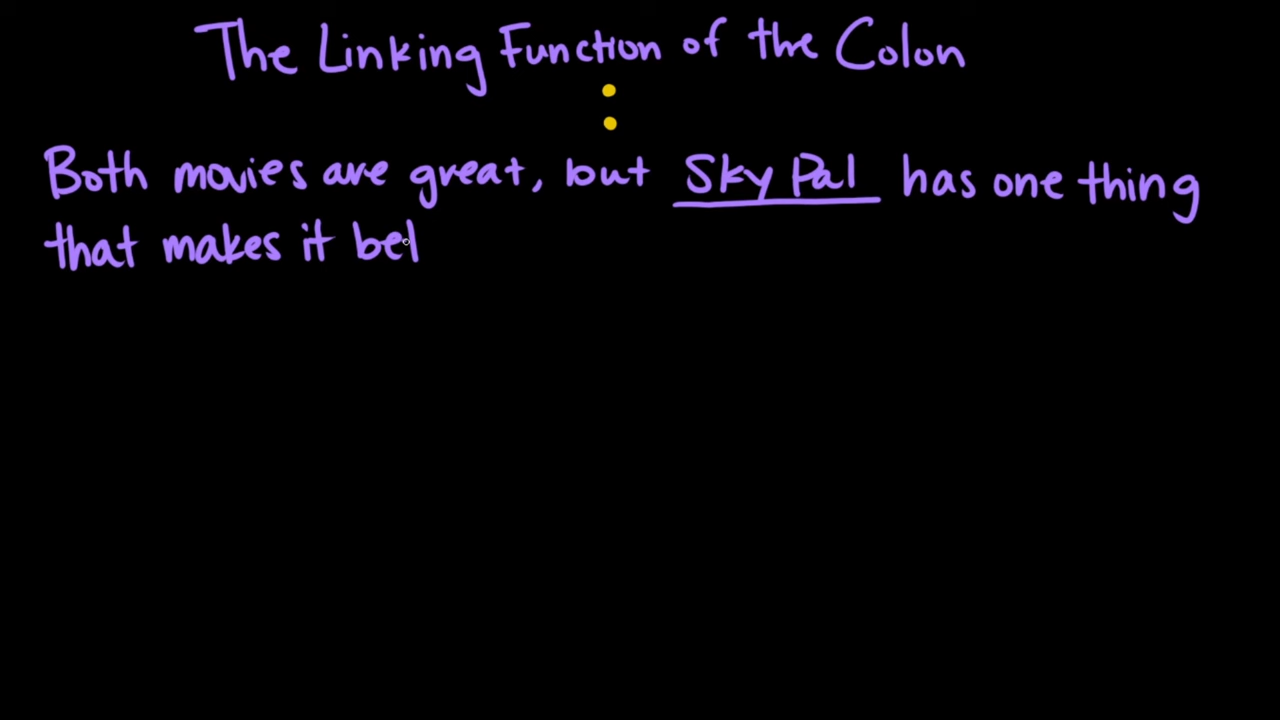 The Linking Function of the Colon
:
Both movies are great, but Sky Pal has one thing
that makes it bel